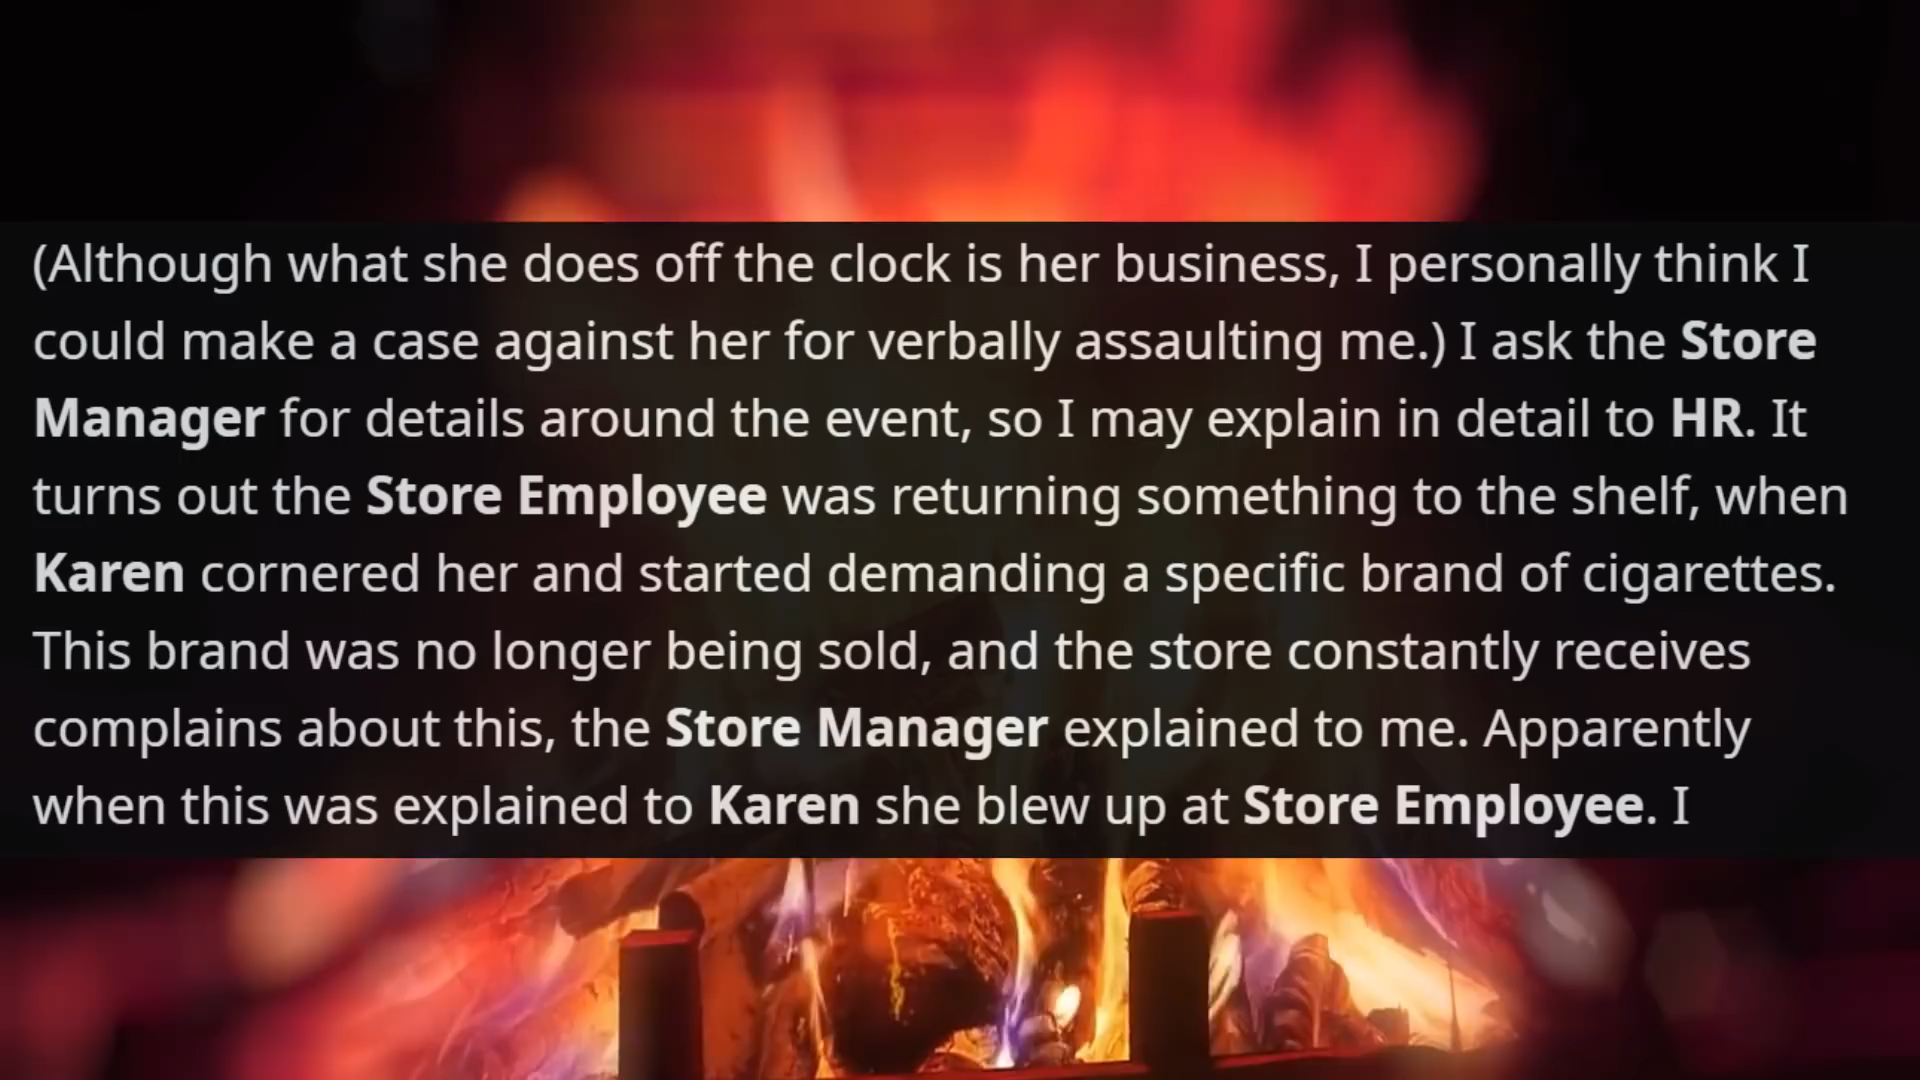 (Although what she does off the clock is her business, I personally think I
could make a case against her for verbally assaulting me.) I ask the Store
Manager for details around the event, so I may explain in detail to HR. It
turns out the Store Employee was returning something to the shelf, when
Karen cornered her and started demanding a specific brand of cigarettes.
This brand was no longer being sold, and the store constantly receives
complains about this, the Store Manager explained to me. Apparently
when this was explained to Karen she blew up at Store Employee. I